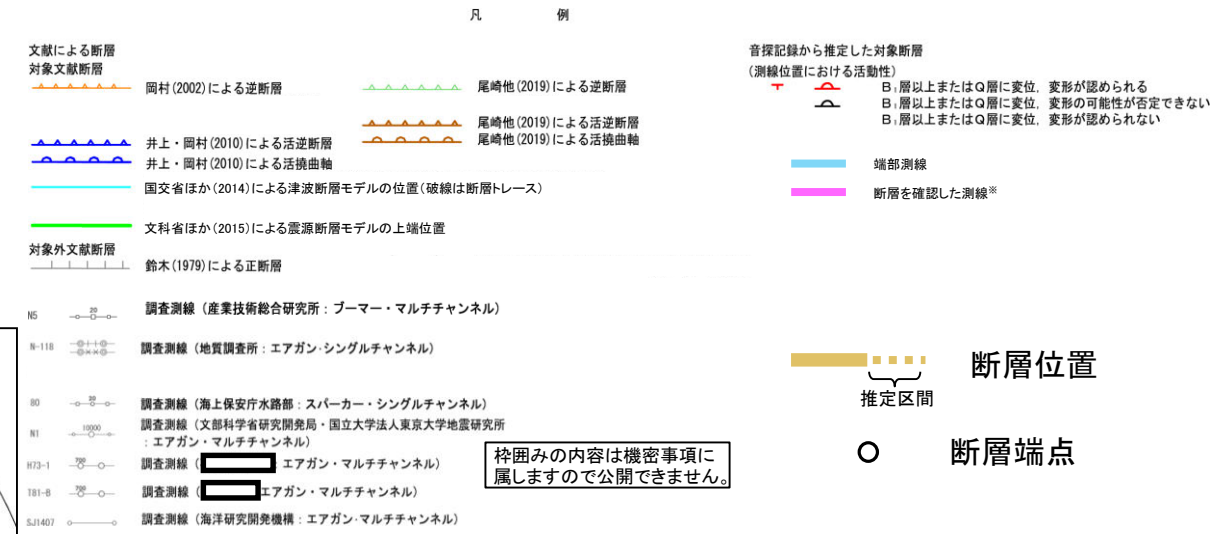 凡 例
文献による断層
対象文献断層
岡村(2002)による逆断層
尾崎他(2019)による逆断層
尾崎他(2019)による活逆断層
井上・岡村(2010)による活逆断層
尾崎他(2019)による活撓曲軸
井上・岡村(2010)による活撓曲軸
国交省ほか(2014)による津波断層モデルの位置(破線は断層トレース)
文科省ほか(2015)による震源断層モデルの上端位置
対象外文献断層
鈴木(1979)による正断層
N5 20 調査測線(産業技術総合研究所:ブーマー・マルチチャンネル)
N-118 調査測線(地質調査所:エアガン・シングルチャンネル)
80 30 調査測線(海上保安庁水路部:スパーカー・シングルチャンネル)
N1 10000 調査測線(文部科学省研究開発局・国立大学法人東京大学地震研究所
:エアガン・マルチチャンネル)
H73-1 700 調査測線( :エアガン・マルチチャンネル)
T81-B 700 調査測線( エアガン・マルチチャンネル)
SJ1407 調査測線(海洋研究開発機構:エアガン・マルチチャンネル)
音探記録から推定した対象断層
(測線位置における活動性)
B₁層以上またはQ層に変位,変形が認められる
B₁層以上またはQ層に変位,変形の可能性が否定できない
B₁層以上またはQ層に変位,変形が認められない
端部測線
断層を確認した測線※
断層位置
推定区間
断層端点
枠囲みの内容は機密事項に
属しますので公開できません。